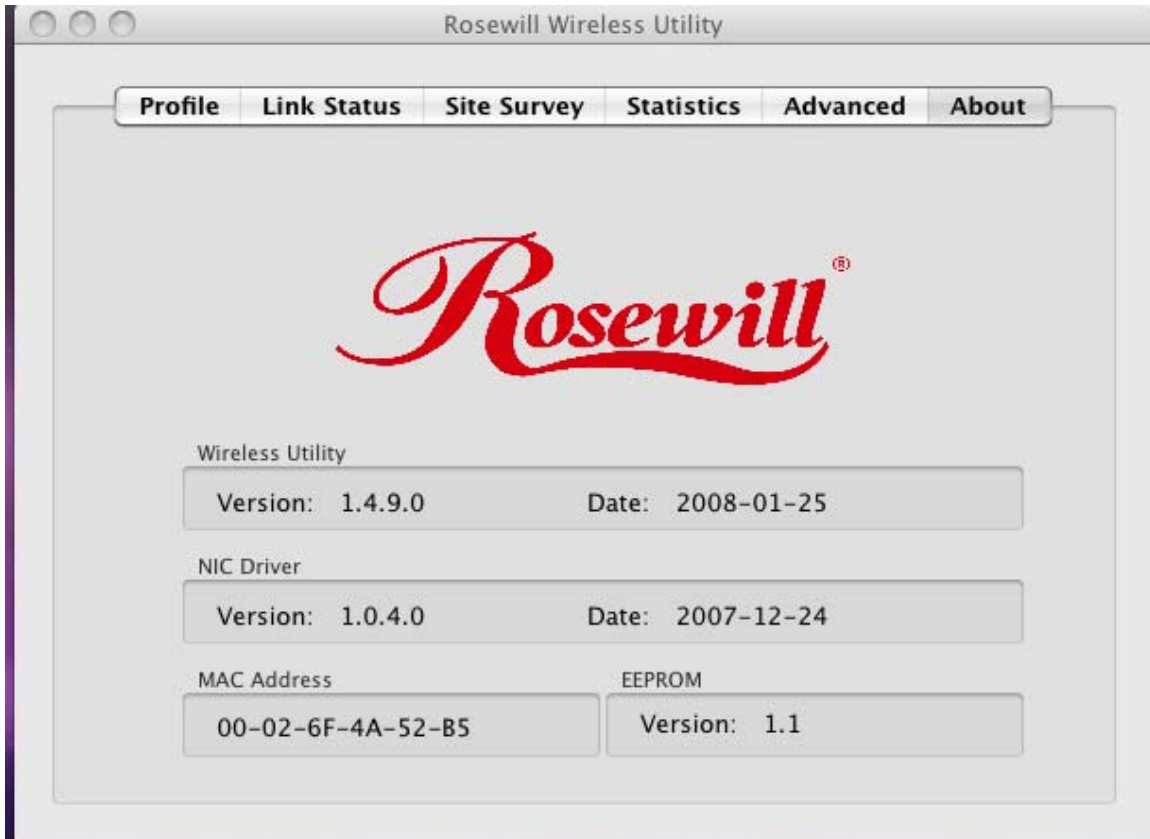 Rosewill Wireless Utility
Profile Link Status Site Survey Statistics Advanced About
Rosewill®
Wireless Utility
Version: 1.4.9.0 Date: 2008-01-25
NIC Driver
Version: 1.0.4.0 Date: 2007-12-24
MAC Address EEPROM
00-02-6F-4A-52-B5 Version: 1.1